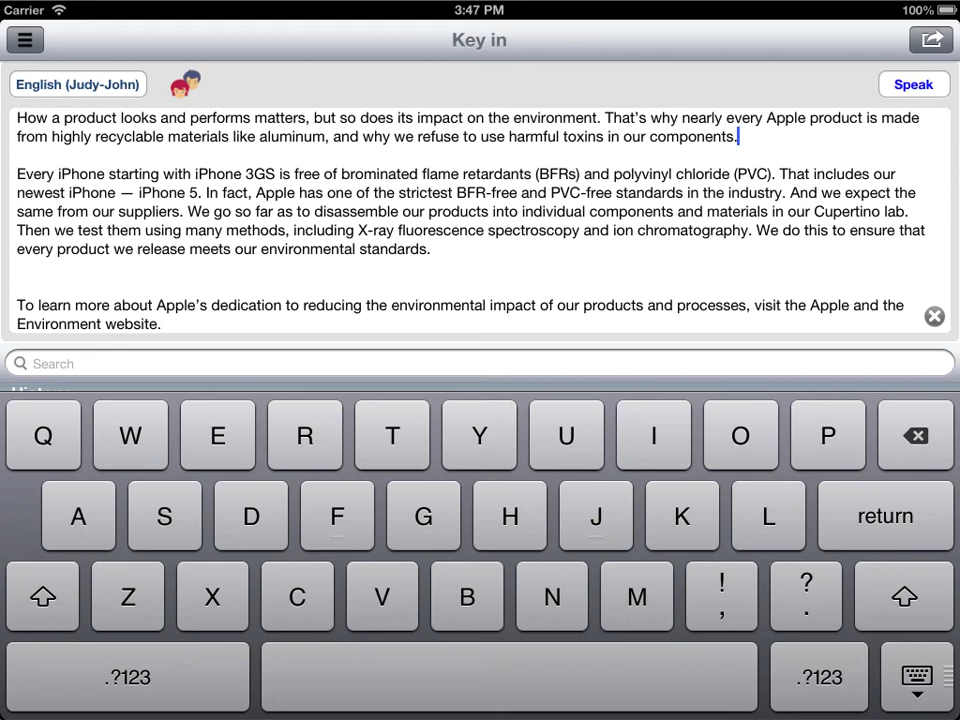 Carrier 3:47 PM 100%
Key in
English (Judy-John) Speak
How a product looks and performs matters, but so does its impact on the environment. That's why nearly every Apple product is made
from highly recyclable materials like aluminum, and why we refuse to use harmful toxins in our components.
Every iPhone starting with iPhone 3GS is free of brominated flame retardants (BFRs) and polyvinyl chloride (PVC). That includes our
newest iPhone — iPhone 5. In fact, Apple has one of the strictest BFR-free and PVC-free standards in the industry. And we expect the
same from our suppliers. We go so far as to disassemble our products into individual components and materials in our Cupertino lab.
Then we test them using many methods, including X-ray fluorescence spectroscopy and ion chromatography. We do this to ensure that
every product we release meets our environmental standards.
To learn more about Apple's dedication to reducing the environmental impact of our products and processes, visit the Apple and the
Environment website.
Search
Q W E R T Y U I O P
A S D F G H J K L return
Z X C V B N M ! , ? .
.?123 .?123